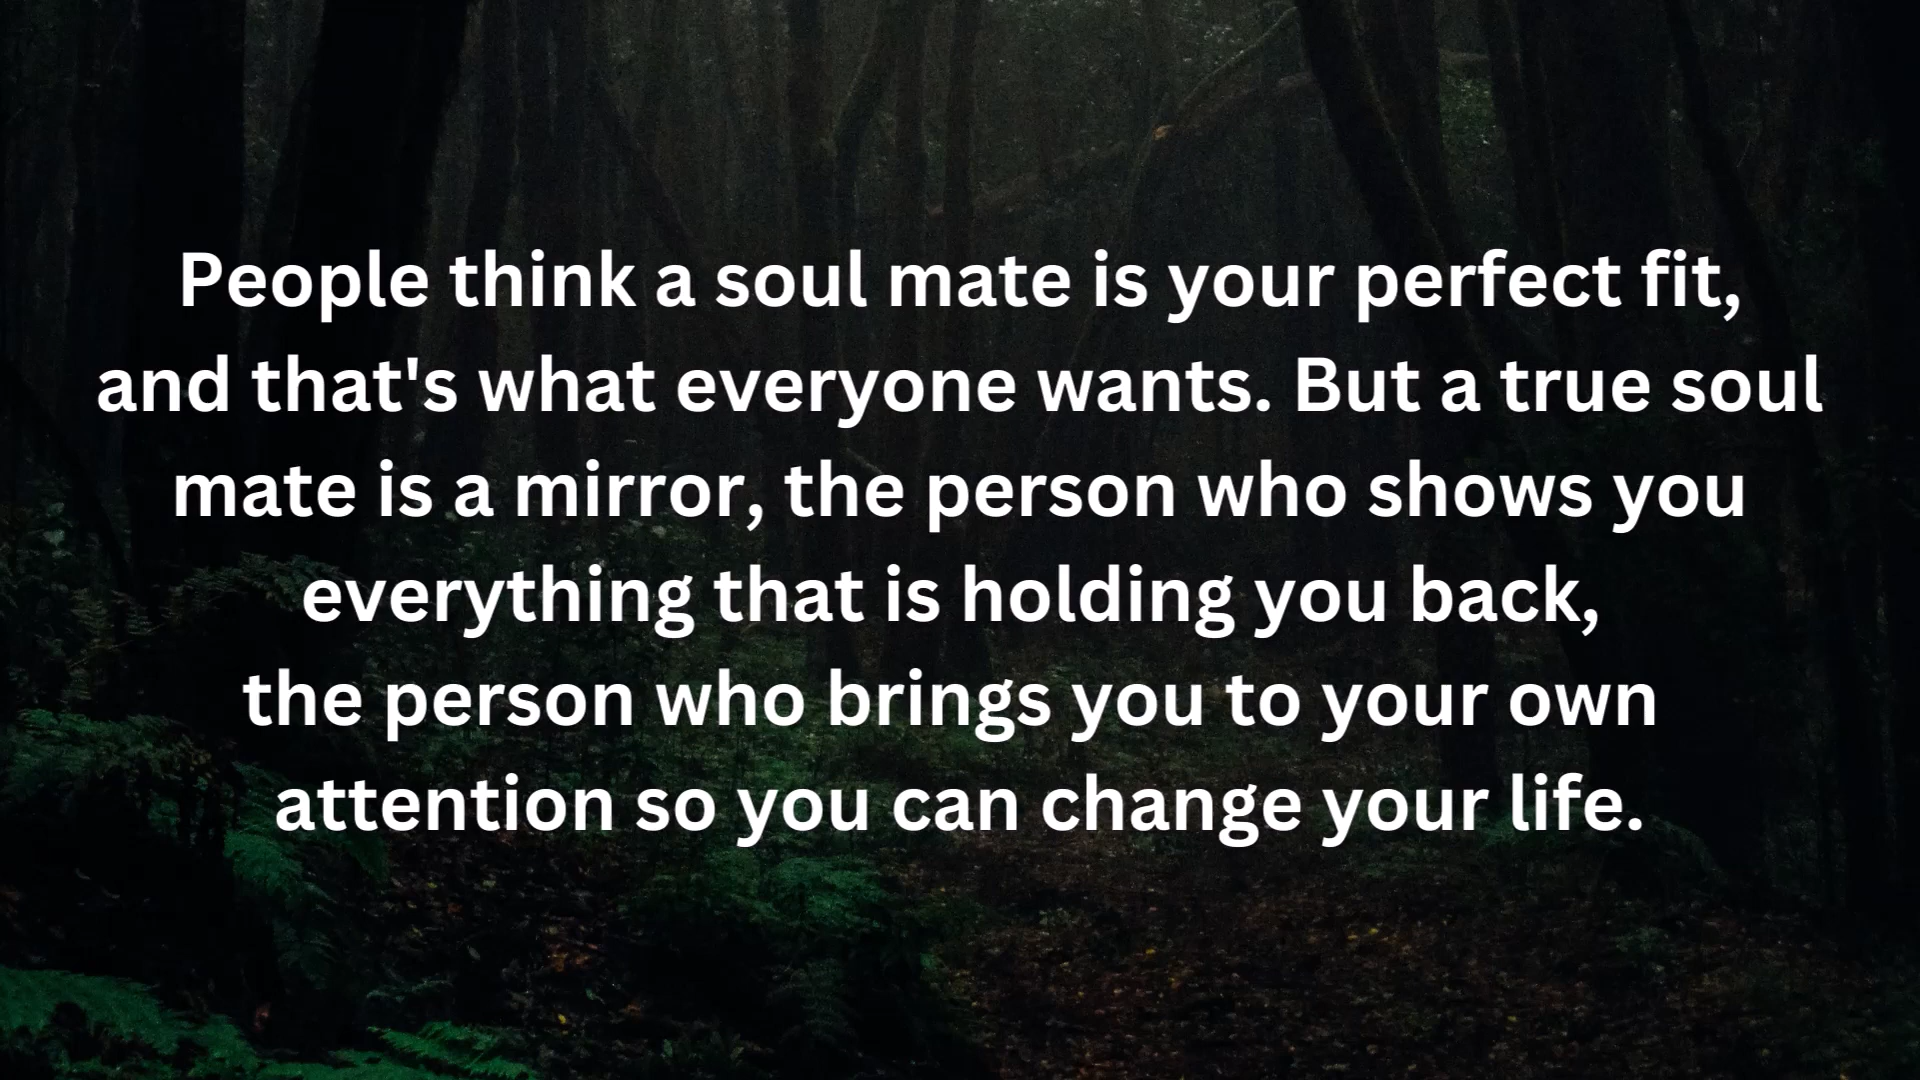 People think a soul mate is your perfect fit,
and that's what everyone wants. But a true soul
mate is a mirror, the person who shows you
everything that is holding you back,
the person who brings you to your own
attention so you can change your life.